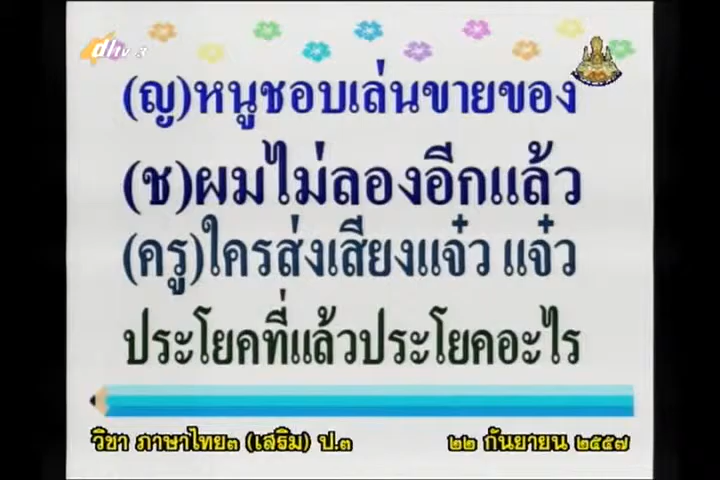 dltv 3
(ญ)หนูชอบเล่นขายของ
(ช)ผมไม่ลองอีกแล้ว
(ครู)ใครส่งเสียงแจ๋ว แจ๋ว
ประโยคที่แล้วประโยคอะไร
วิชา ภาษาไทย๓ (เสริม) ป.๓ ๒๒ กันยายน ๒๕๕๗